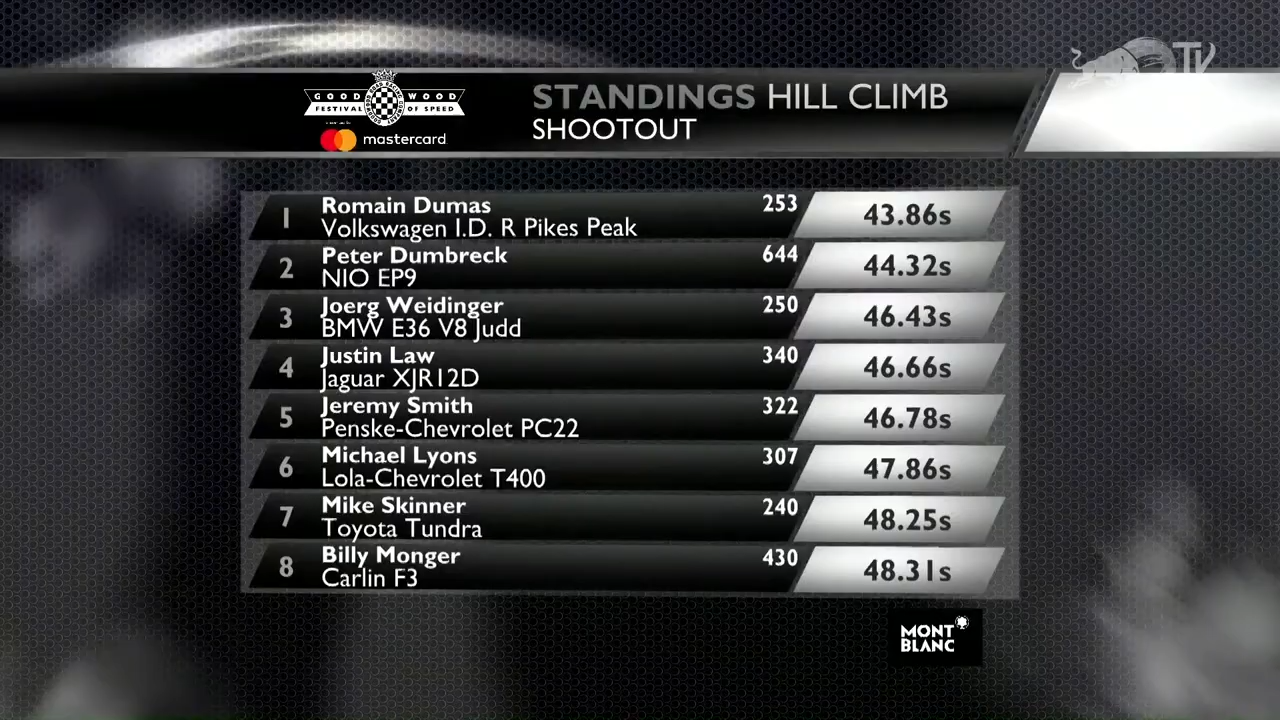 GOOD WOOD
FESTIVAL OF SPEED
mastercard
STANDINGS HILL CLIMB
SHOOTOUT
TV
1 Romain Dumas 253 43.86s
Volkswagen I.D. R Pikes Peak
2 Peter Dumbreck 644 44.32s
NIO EP9
3 Joerg Weidinger 250 46.43s
BMW E36 V8 Judd
4 Justin Law 340 46.66s
Jaguar XJR12D
5 Jeremy Smith 322 46.78s
Penske-Chevrolet PC22
6 Michael Lyons 307 47.86s
Lola-Chevrolet T400
7 Mike Skinner 240 48.25s
Toyota Tundra
8 Billy Monger 430 48.31s
Carlin F3
MONT
BLANC